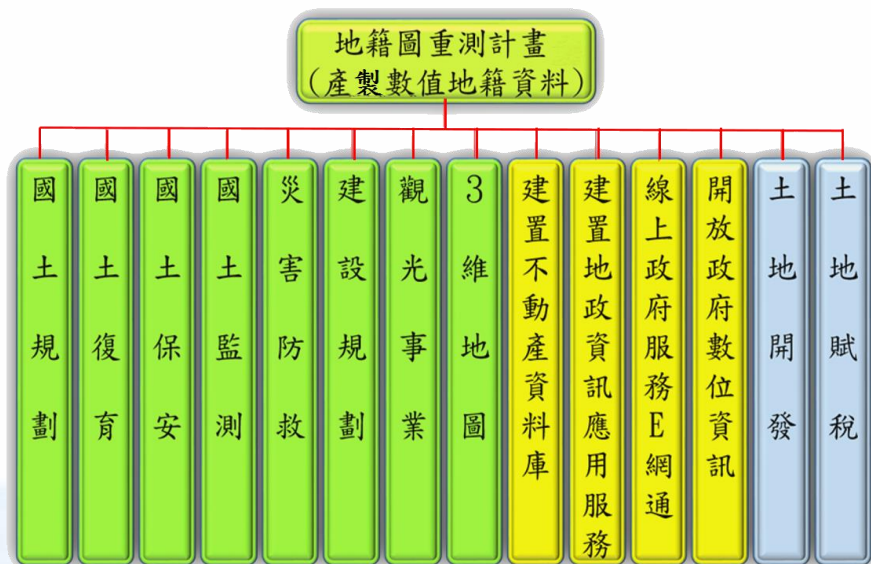 地籍圖重測計畫
(產製數值地籍資料)
國土規劃
國土復育
國土保安
國土監測
災害防救
建設規劃
觀光事業
3維地圖
建置不動產資料庫
建置地政資訊應用服務
線上政府服務E網通
開放政府數位資訊
土地開發
土地賦稅